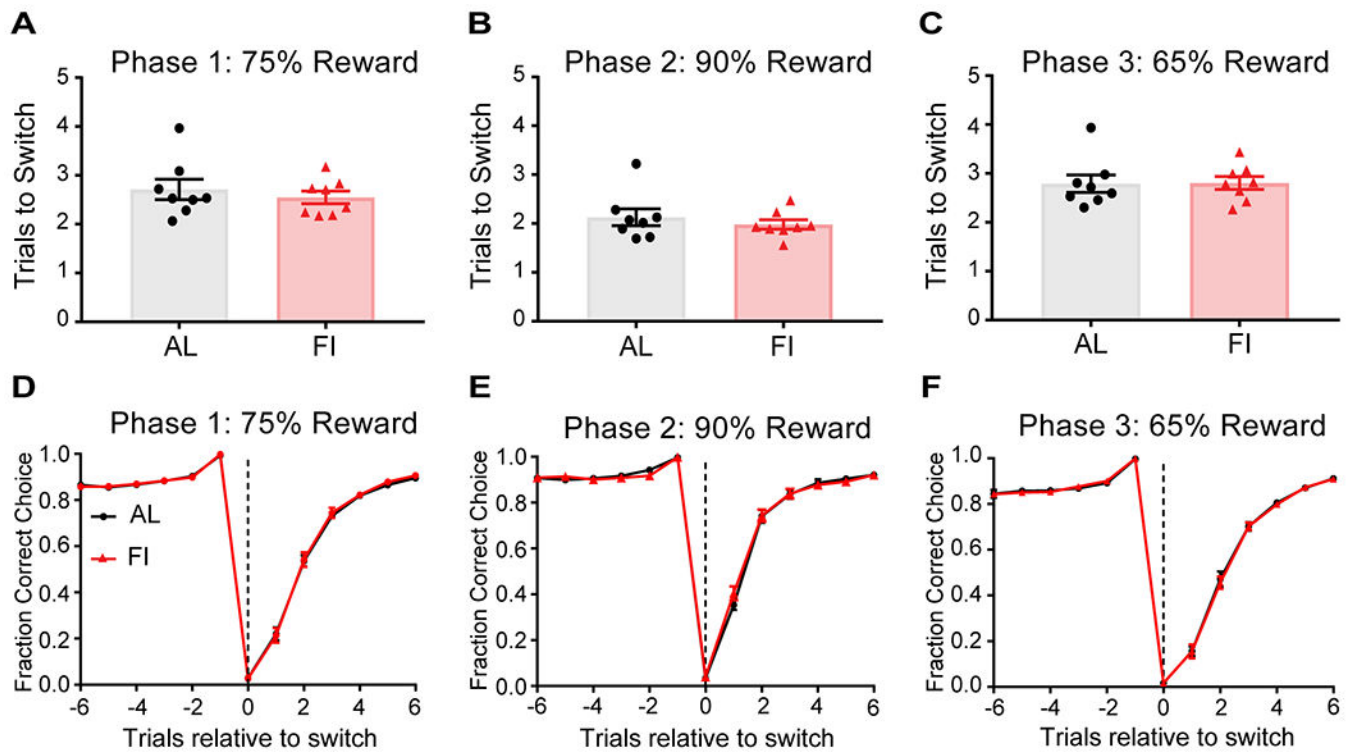 A
Phase 1: 75% Reward
Trials to Switch
5
4
3
2
1
0
AL
FI
B
Phase 2: 90% Reward
Trials to Switch
5
4
3
2
1
0
AL
FI
C
Phase 3: 65% Reward
Trials to Switch
5
4
3
2
1
0
AL
FI
D
Phase 1: 75% Reward
Fraction Correct Choice
1.0
0.8
0.6
0.4
0.2
0.0
AL
FI
-6 -4 -2 0 2 4 6
Trials relative to switch
E
Phase 2: 90% Reward
Fraction Correct Choice
1.0
0.8
0.6
0.4
0.2
0.0
-6 -4 -2 0 2 4 6
Trials relative to switch
F
Phase 3: 65% Reward
Fraction Correct Choice
1.0
0.8
0.6
0.4
0.2
0.0
-6 -4 -2 0 2 4 6
Trials relative to switch